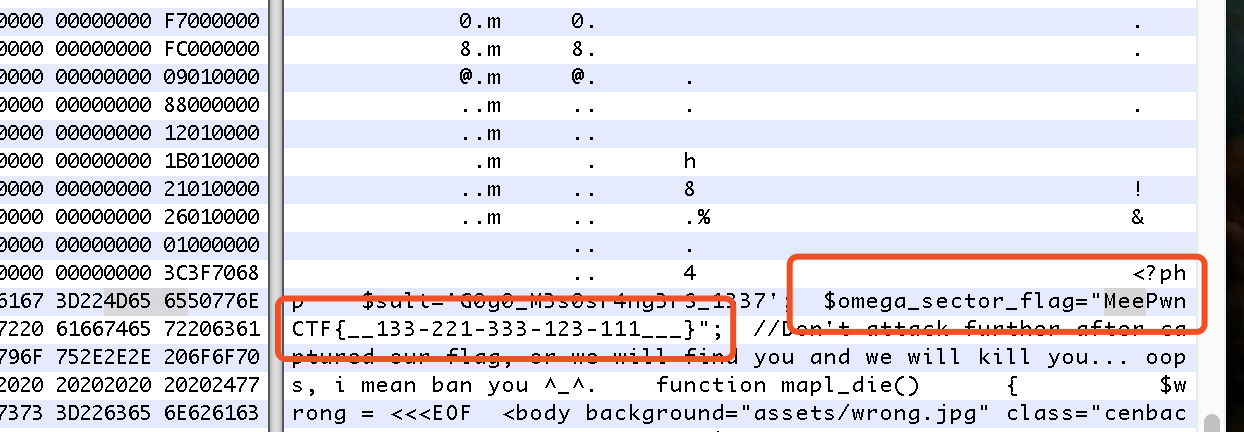 0000 00000000 F7000000 0.m 0. .
0000 00000000 FC000000 8.m 8. .
0000 00000000 09010000 @.m @. .
0000 00000000 88000000 ..m .. . .
0000 00000000 12010000 ..m ..
0000 00000000 1B010000 .m . h
0000 00000000 21010000 ..m .. 8 !
0000 00000000 26010000 ..m .. .% &
0000 00000000 01000000 .. .
0000 00000000 3C3F7068 .. 4 <?ph
6167 3D224D65 6550776E p $omega_sector_flag="MeePwn
7220 61667465 72206361 CTF{__133-221-333-123-111___}"; //Don't attack further after ca
796F 752E2E2E 206F6F70 ptured our flag, or we will find you and we will kill you... oop
2020 20202020 20202477 s, i mean ban you ^_^. function mapl_die() { $w
7373 3D226365 6E626163 rong = <<<EOF <body background="assets/wrong.jpg" class="cenbac